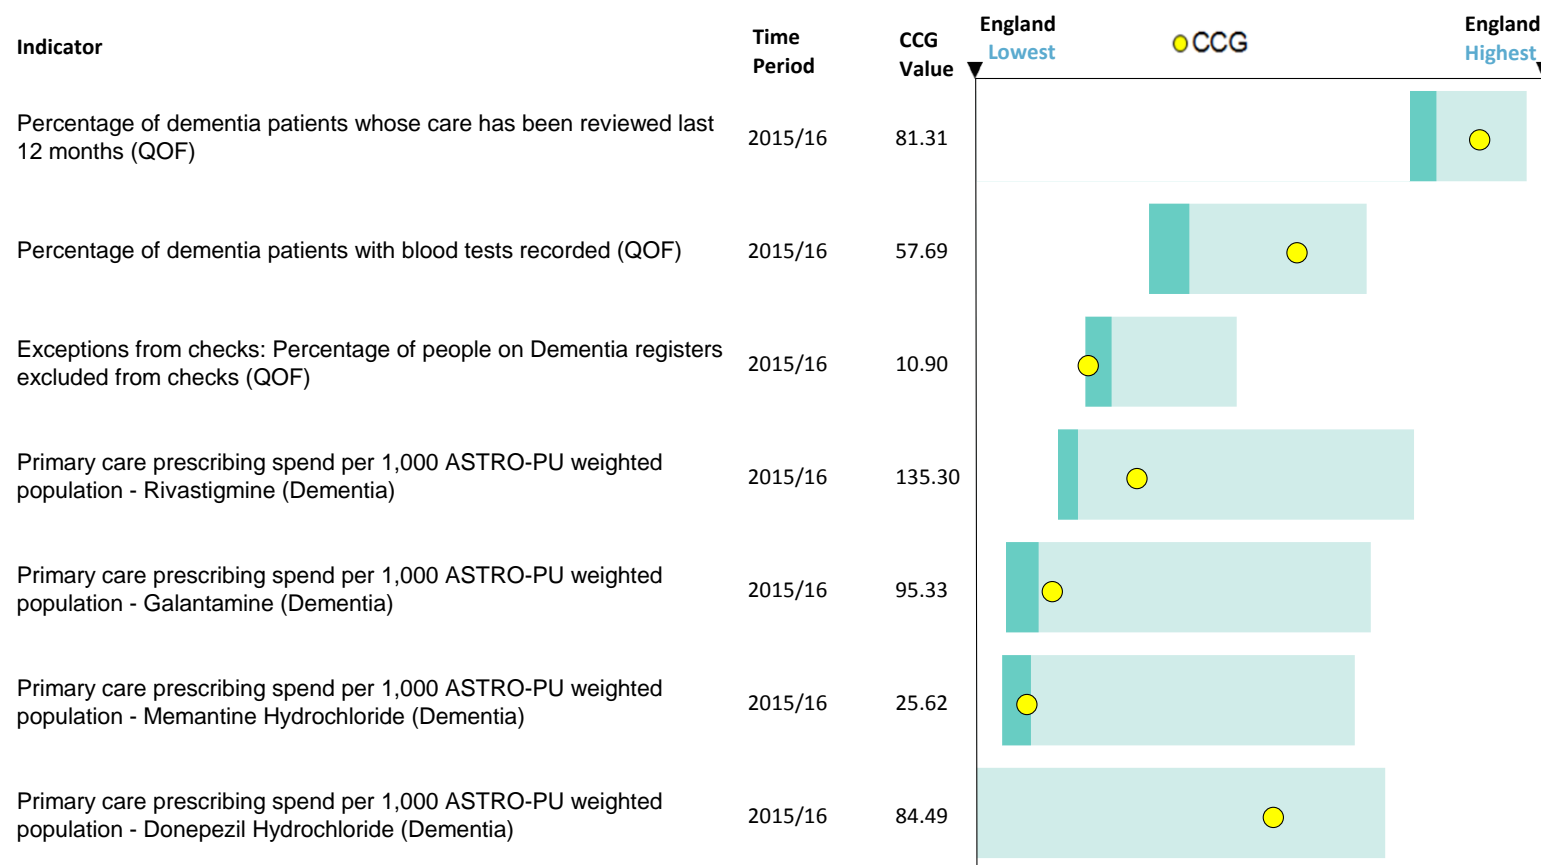 Indicator
Time
Period
CCG
Value
England
Lowest
CCG
England
Highest
Percentage of dementia patients whose care has been reviewed last
12 months (QOF)
2015/16
81.31
Percentage of dementia patients with blood tests recorded (QOF)
2015/16
57.69
Exceptions from checks: Percentage of people on Dementia registers
excluded from checks (QOF)
2015/16
10.90
Primary care prescribing spend per 1,000 ASTRO-PU weighted
population - Rivastigmine (Dementia)
2015/16
135.30
Primary care prescribing spend per 1,000 ASTRO-PU weighted
population - Galantamine (Dementia)
2015/16
95.33
Primary care prescribing spend per 1,000 ASTRO-PU weighted
population - Memantine Hydrochloride (Dementia)
2015/16
25.62
Primary care prescribing spend per 1,000 ASTRO-PU weighted
population - Donepezil Hydrochloride (Dementia)
2015/16
84.49